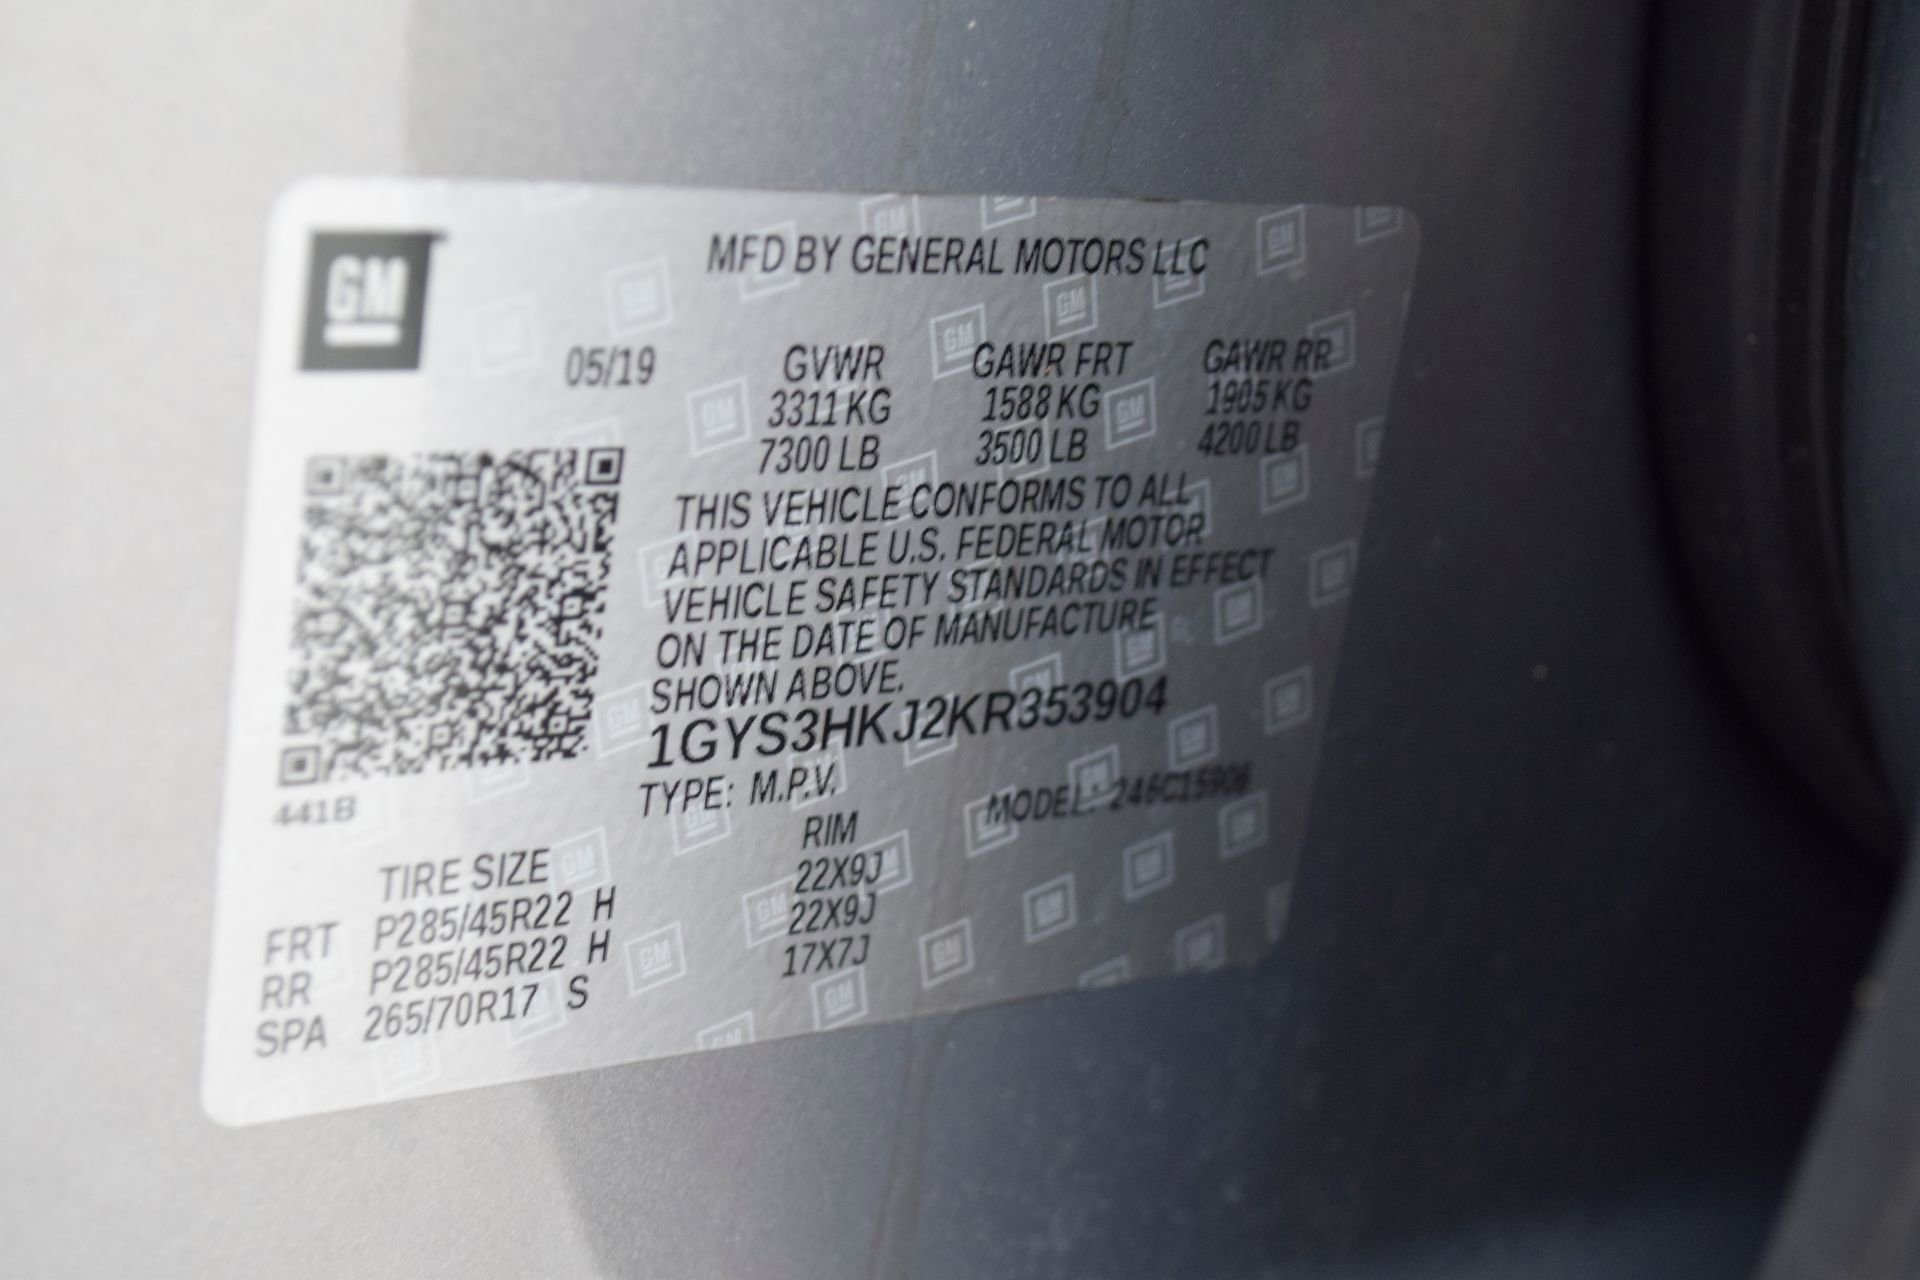 GM
MFD BY GENERAL MOTORS LLC
05/19 GVWR GAWR FRT GAWR RR
3311 KG 1588 KG 1905 KG
7300 LB 3500 LB 4200 LB
THIS VEHICLE CONFORMS TO ALL
APPLICABLE U.S. FEDERAL MOTOR
VEHICLE SAFETY STANDARDS IN EFFECT
ON THE DATE OF MANUFACTURE
SHOWN ABOVE.
1GYS3HKJ2KR353904
441B
TYPE: M.P.V. MODEL: 246C15906
TIRE SIZE RIM
FRT P285/45R22 H 22X9J
RR P285/45R22 H 22X9J
SPA 265/70R17 S 17X7J